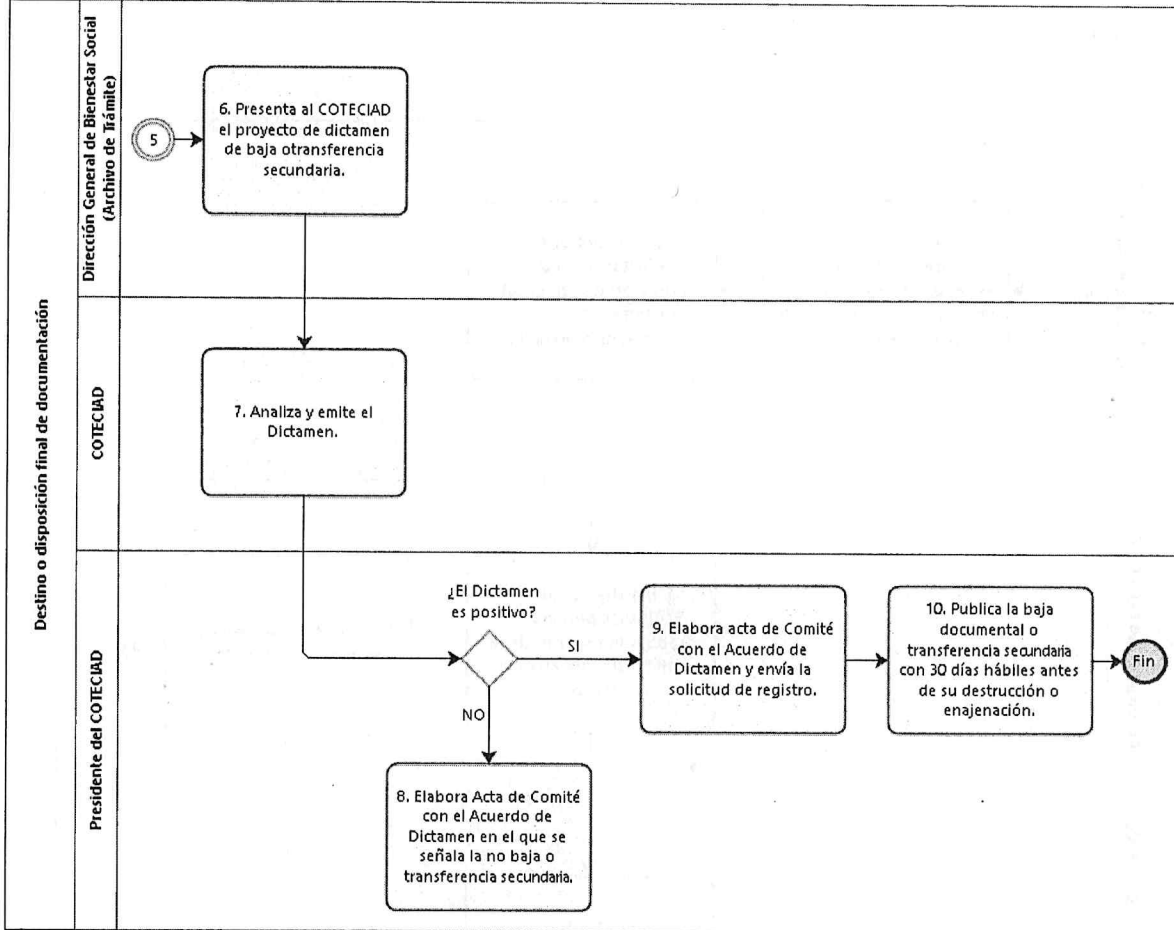 Destino o disposición final de documentación
Dirección General de Bienestar Social
(Archivo de Trámite)
5
6. Presenta al COTECIAD
el proyecto de dictamen
de baja otransferencia
secundaria.
COTECIAD
7. Analiza y emite el
Dictamen.
Presidente del COTECIAD
¿El Dictamen
es positivo?
SI
NO
8. Elabora Acta de Comité
con el Acuerdo de
Dictamen en el que se
señala la no baja o
transferencia secundaria.
9. Elabora acta de Comité
con el Acuerdo de
Dictamen y envía la
solicitud de registro.
10. Publica la baja
documental o
transferencia secundaria
con 30 días hábiles antes
de su destrucción o
enajenación.
Fin